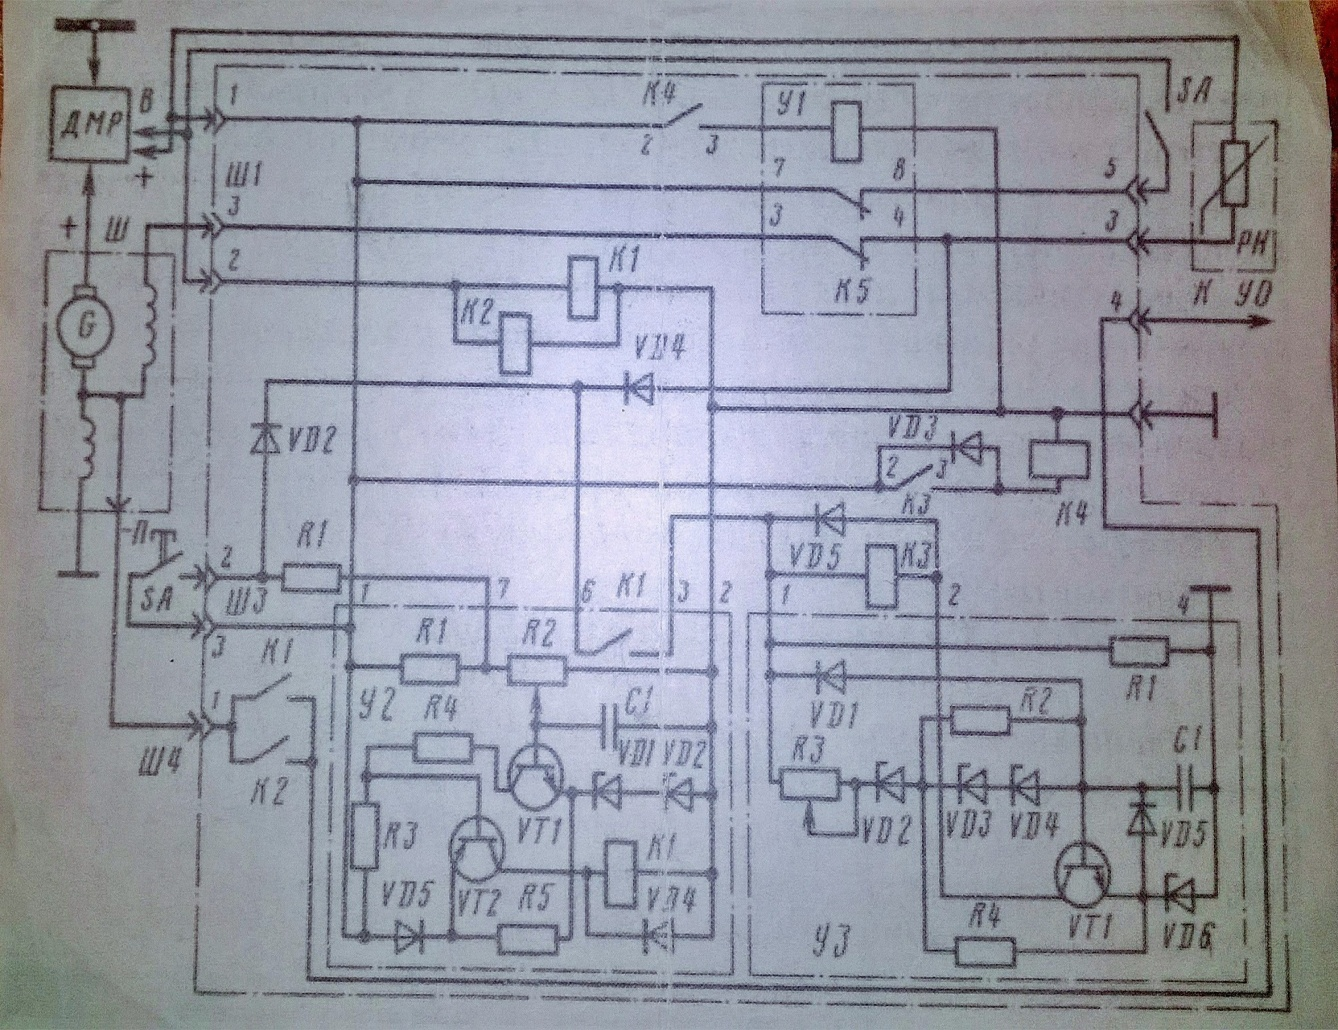 K4
У1
SA
ДМР
В
1
2
3
7
8
5
+
Ш1
3
4
3
РН
+
Ш
3
К5
2
К1
К
УО
4
G
К2
VD4
VD2
VD3
2
3
К3
К4
-П
R1
VD5
К3
2
SA
Ш3
1
7
6
К1
3
2
1
2
4
3
К1
R1
R2
R1
У2
R4
C1
VD1
R2
1
VD1
VD2
R3
C1
Ш4
К2
VT1
VD2
VD3
VD4
VD5
R3
К1
VD5
VT2
R5
VD4
R4
VT1
VD6
У3